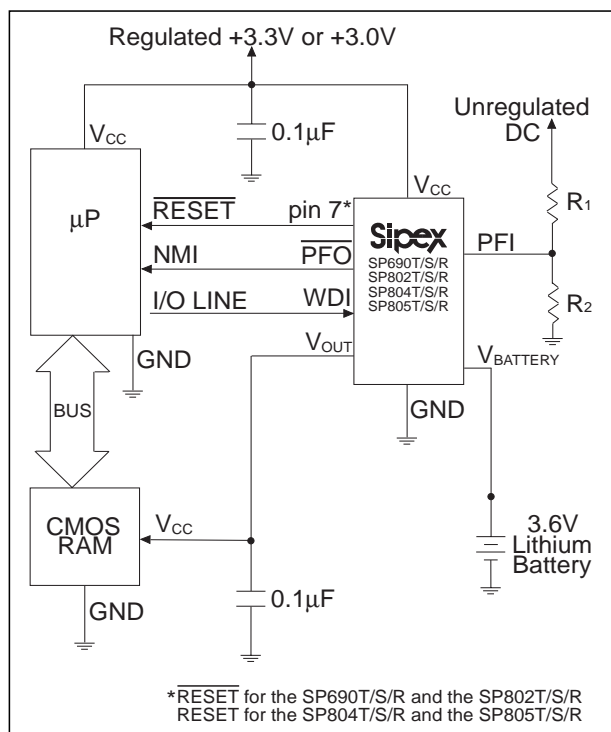 Regulated +3.3V or +3.0V
Unregulated
DC
VCC
0.1µF
VCC
R1
µP
RESET
pin 7*
Sipex
SP690T/S/R
SP802T/S/R
SP804T/S/R
SP805T/S/R
PFI
NMI
PFO
R2
I/O LINE
WDI
VOUT
GND
VBATTERY
GND
BUS
CMOS
RAM
VCC
3.6V
Lithium
Battery
GND
0.1µF
*RESET for the SP690T/S/R and the SP802T/S/R
RESET for the SP804T/S/R and the SP805T/S/R